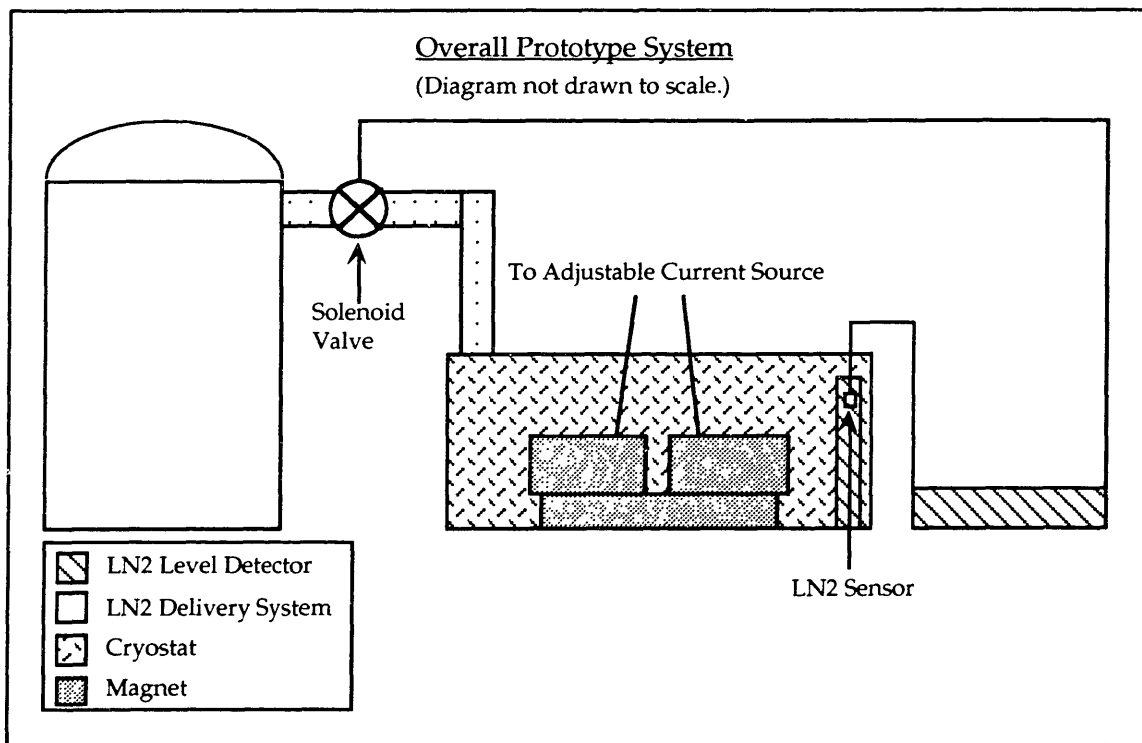 Overall Prototype System
(Diagram not drawn to scale.)
To Adjustable Current Source
Solenoid
Valve
LN2 Sensor
LN2 Level Detector
LN2 Delivery System
Cryostat
Magnet